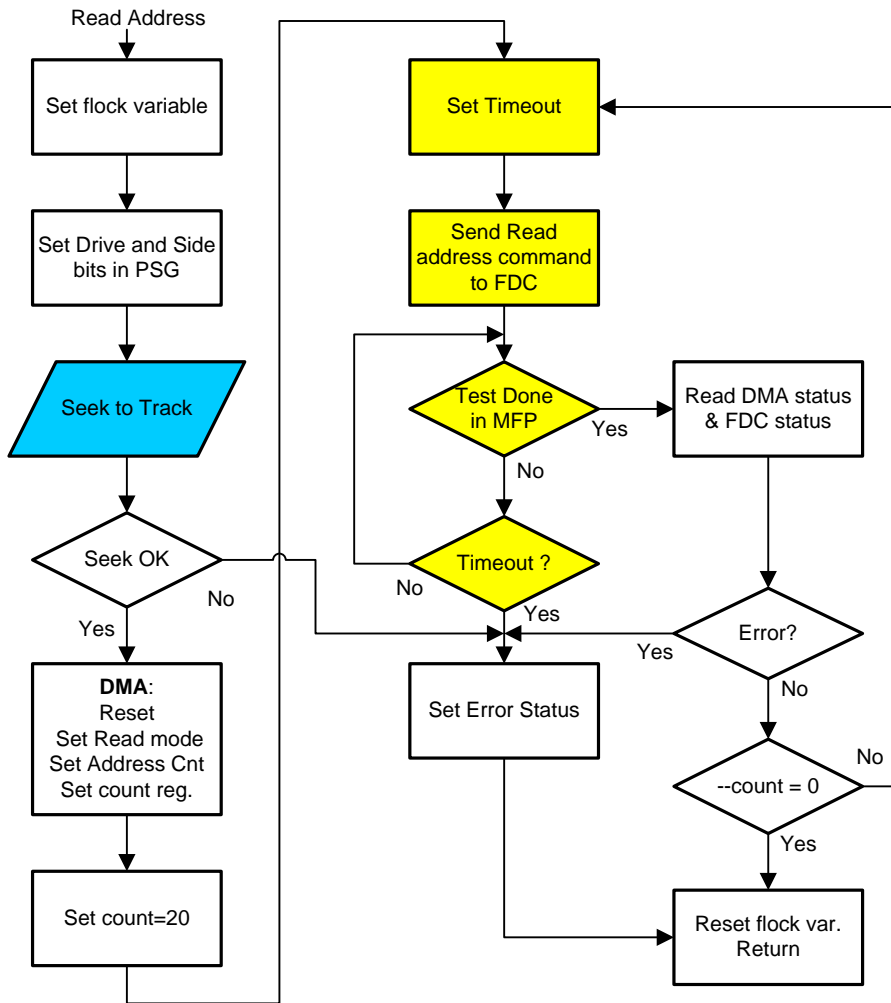 Read Address
Set flock variable
Set Drive and Side
bits in PSG
Seek to Track
Seek OK
No
Yes
DMA:
Reset
Set Read mode
Set Address Cnt
Set count reg.
Set count=20
Set Timeout
Send Read
address command
to FDC
Test Done
in MFP
Yes
No
Timeout ?
No
Yes
Set Error Status
Read DMA status
& FDC status
Error?
Yes
No
--count = 0
No
Yes
Reset flock var.
Return